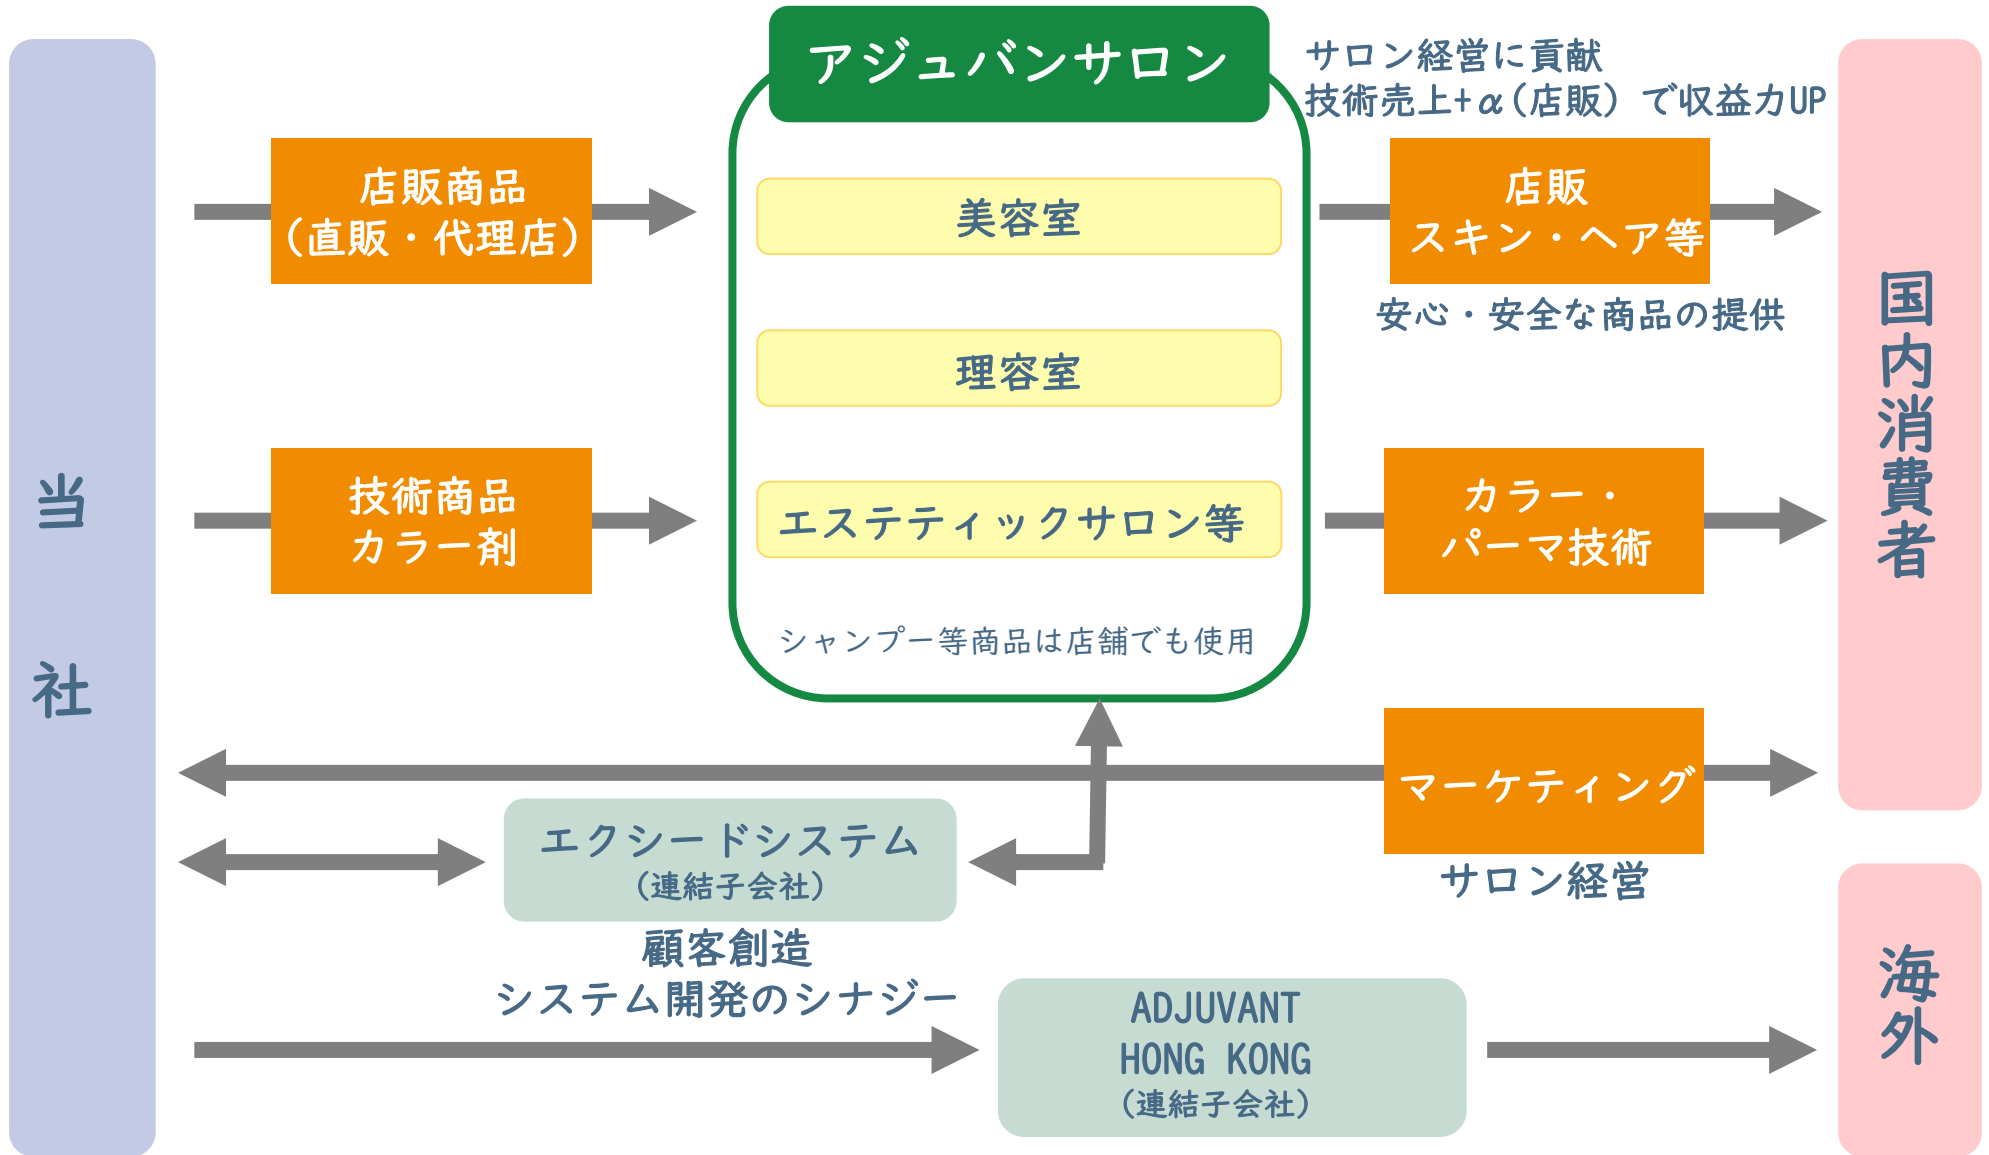 当社
店販商品
（直販・代理店）
技術商品
カラー剤
アジュバンサロン
美容室
理容室
エステティックサロン等
シャンプー等商品は店舗でも使用
サロン経営に貢献
技術売上+α（店販）で収益力UP
店販
スキン・ヘア等
安心・安全な商品の提供
カラー・
パーマ技術
マーケティング
サロン経営
国内消費者
エクシードシステム
（連結子会社）
顧客創造
システム開発のシナジー
ADJUVANT
HONG KONG
（連結子会社）
海外